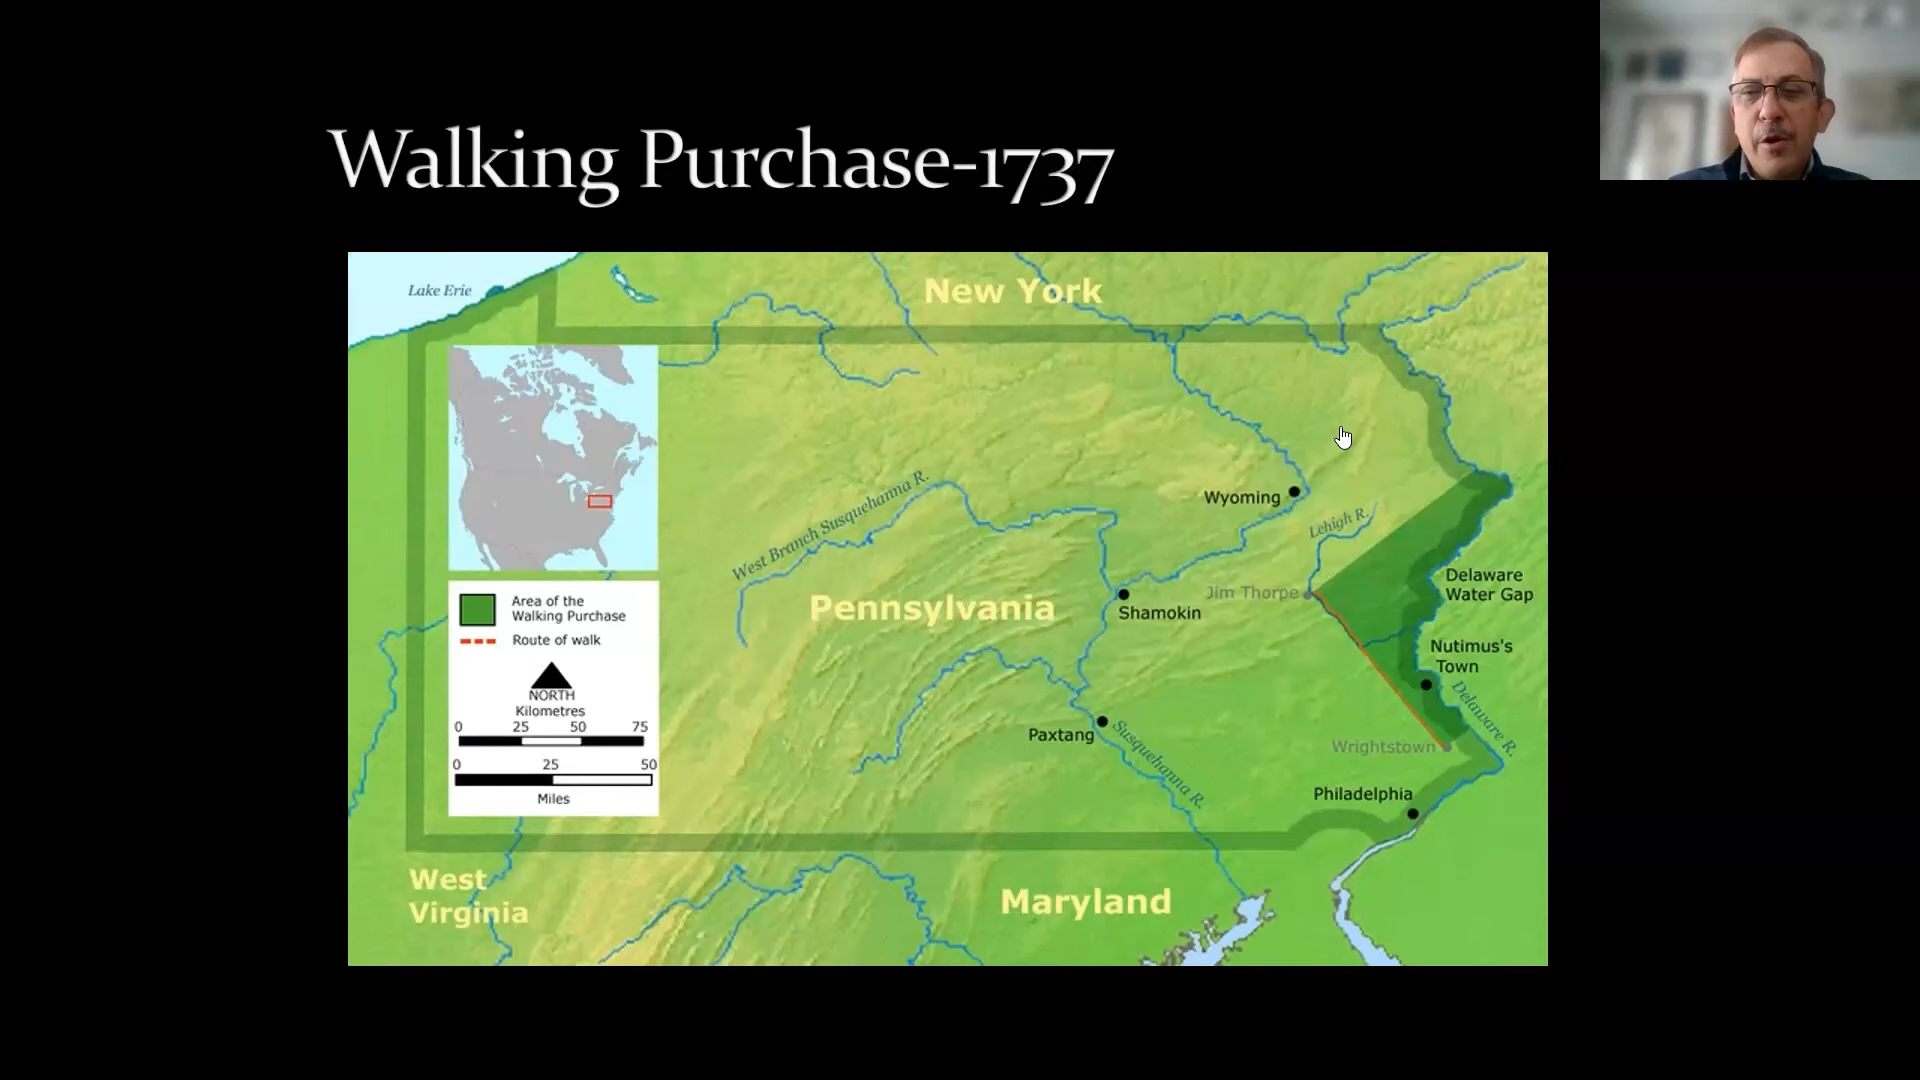 Walking Purchase-1737
Lake Erie
New York
West Branch Susquehanna R.
Wyoming
Lehigh R.
Delaware
Water Gap
Jim Thorpe
Pennsylvania
Shamokin
Area of the
Walking Purchase
Route of walk
NORTH
Kilometres
0 25 50 75
0 25 50
Miles
Nutimus's
Town
Delaware R.
Paxtang
Susquehanna R.
Wrightstown
Philadelphia
West
Virginia
Maryland